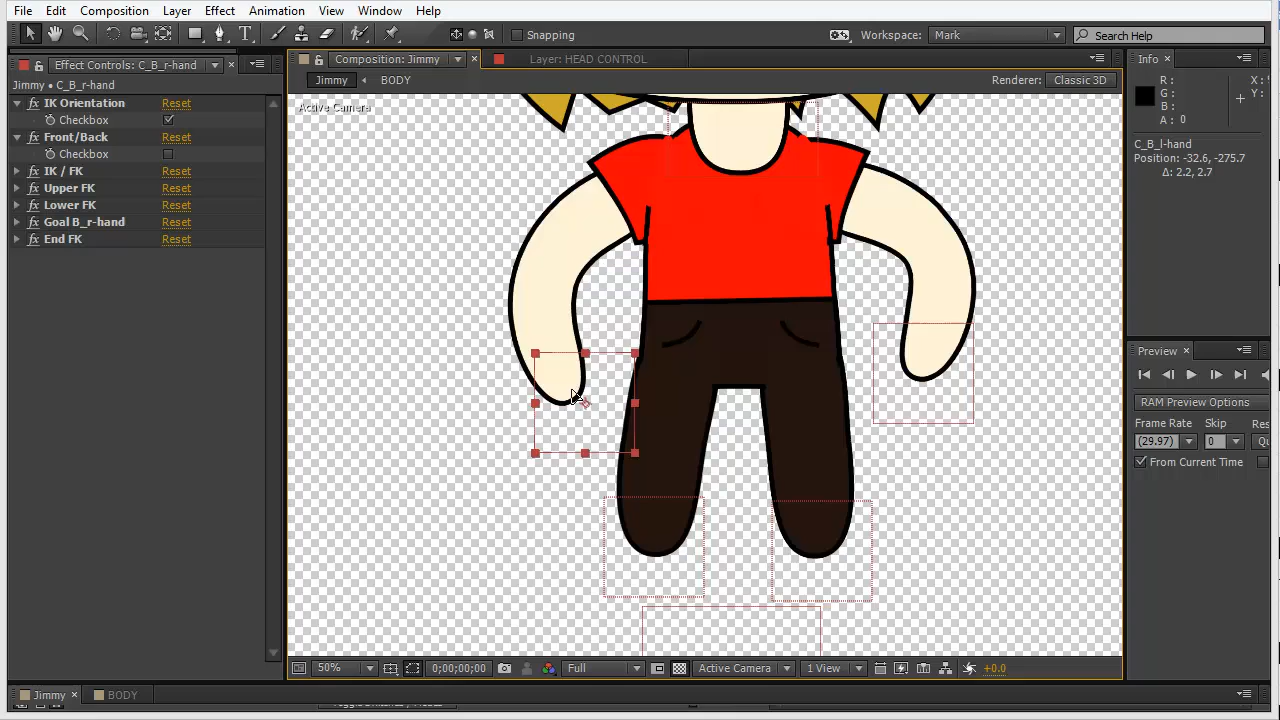 File Edit Composition Layer Effect Animation View Window Help
Snapping Workspace: Mark Search Help
Effect Controls: C_B_r-hand
Composition: Jimmy
Layer: HEAD CONTROL
Info
Jimmy • C_B_r-hand
Jimmy BODY
Renderer: Classic 3D
Active Camera
IK Orientation Reset
Checkbox
Front/Back Reset
Checkbox
IK / FK Reset
Upper FK Reset
Lower FK Reset
Goal B_r-hand Reset
End FK Reset
R :
G :
B :
A : 0
X :
Y :
C_B_l-hand
Position: -32.6, -275.7
Δ: 2.2, 2.7
Preview
RAM Preview Options
Frame Rate Skip
(29.97) 0
From Current Time
50% 0;00;00;00 Full Active Camera 1 View +0.0
Jimmy BODY